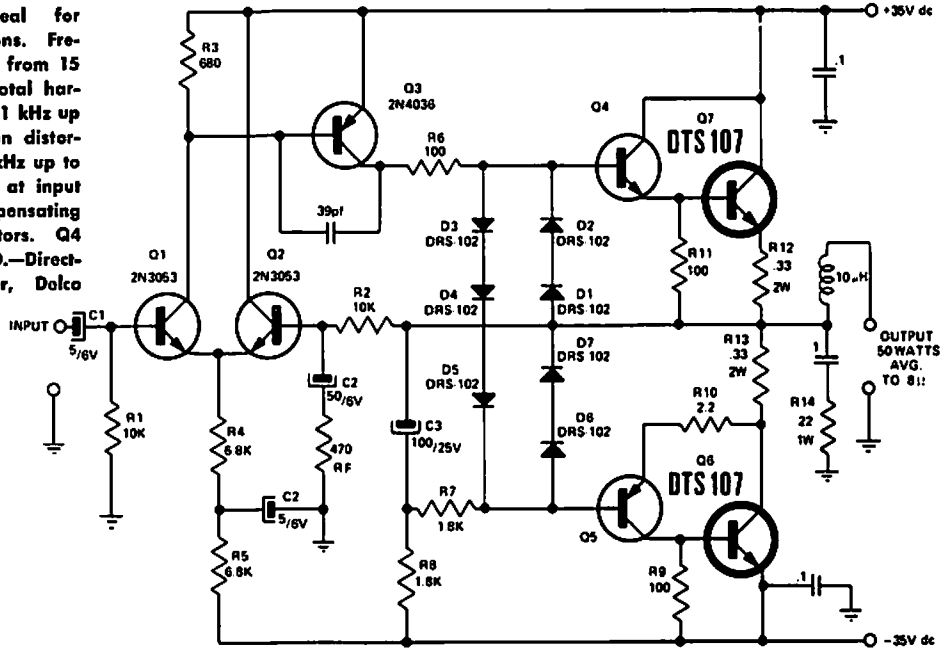 eal for
ons. Fre-
from 15
otal har-
1 kHz up
on distor-
kHz up to
at input
pensating
tors. Q4
.—Direct-
r, Delco
+35V dc
.1
R3
680
Q3
2N4036
R6
100
39pf
Q4
Q7
DTS 107
D3
DRS-102
D2
DRS-102
R11
100
R12
.33
2W
10μH
Q1
2N3053
Q2
2N3053
R2
10K
D4
DRS-102
D1
DRS-102
INPUT
C1
5/6V
OUTPUT
50 WATTS
AVG.
TO 8Ω
R13
.33
2W
1
R14
22
1W
D7
DRS-102
D5
DRS-102
R10
2.2
C2
50/6V
C3
100/25V
D6
DRS-102
Q6
DTS 107
R1
10K
R4
6.8K
470
RF
R7
1.8K
Q5
C2
5/6V
R5
6.8K
R8
1.8K
R9
100
.1
-35V dc